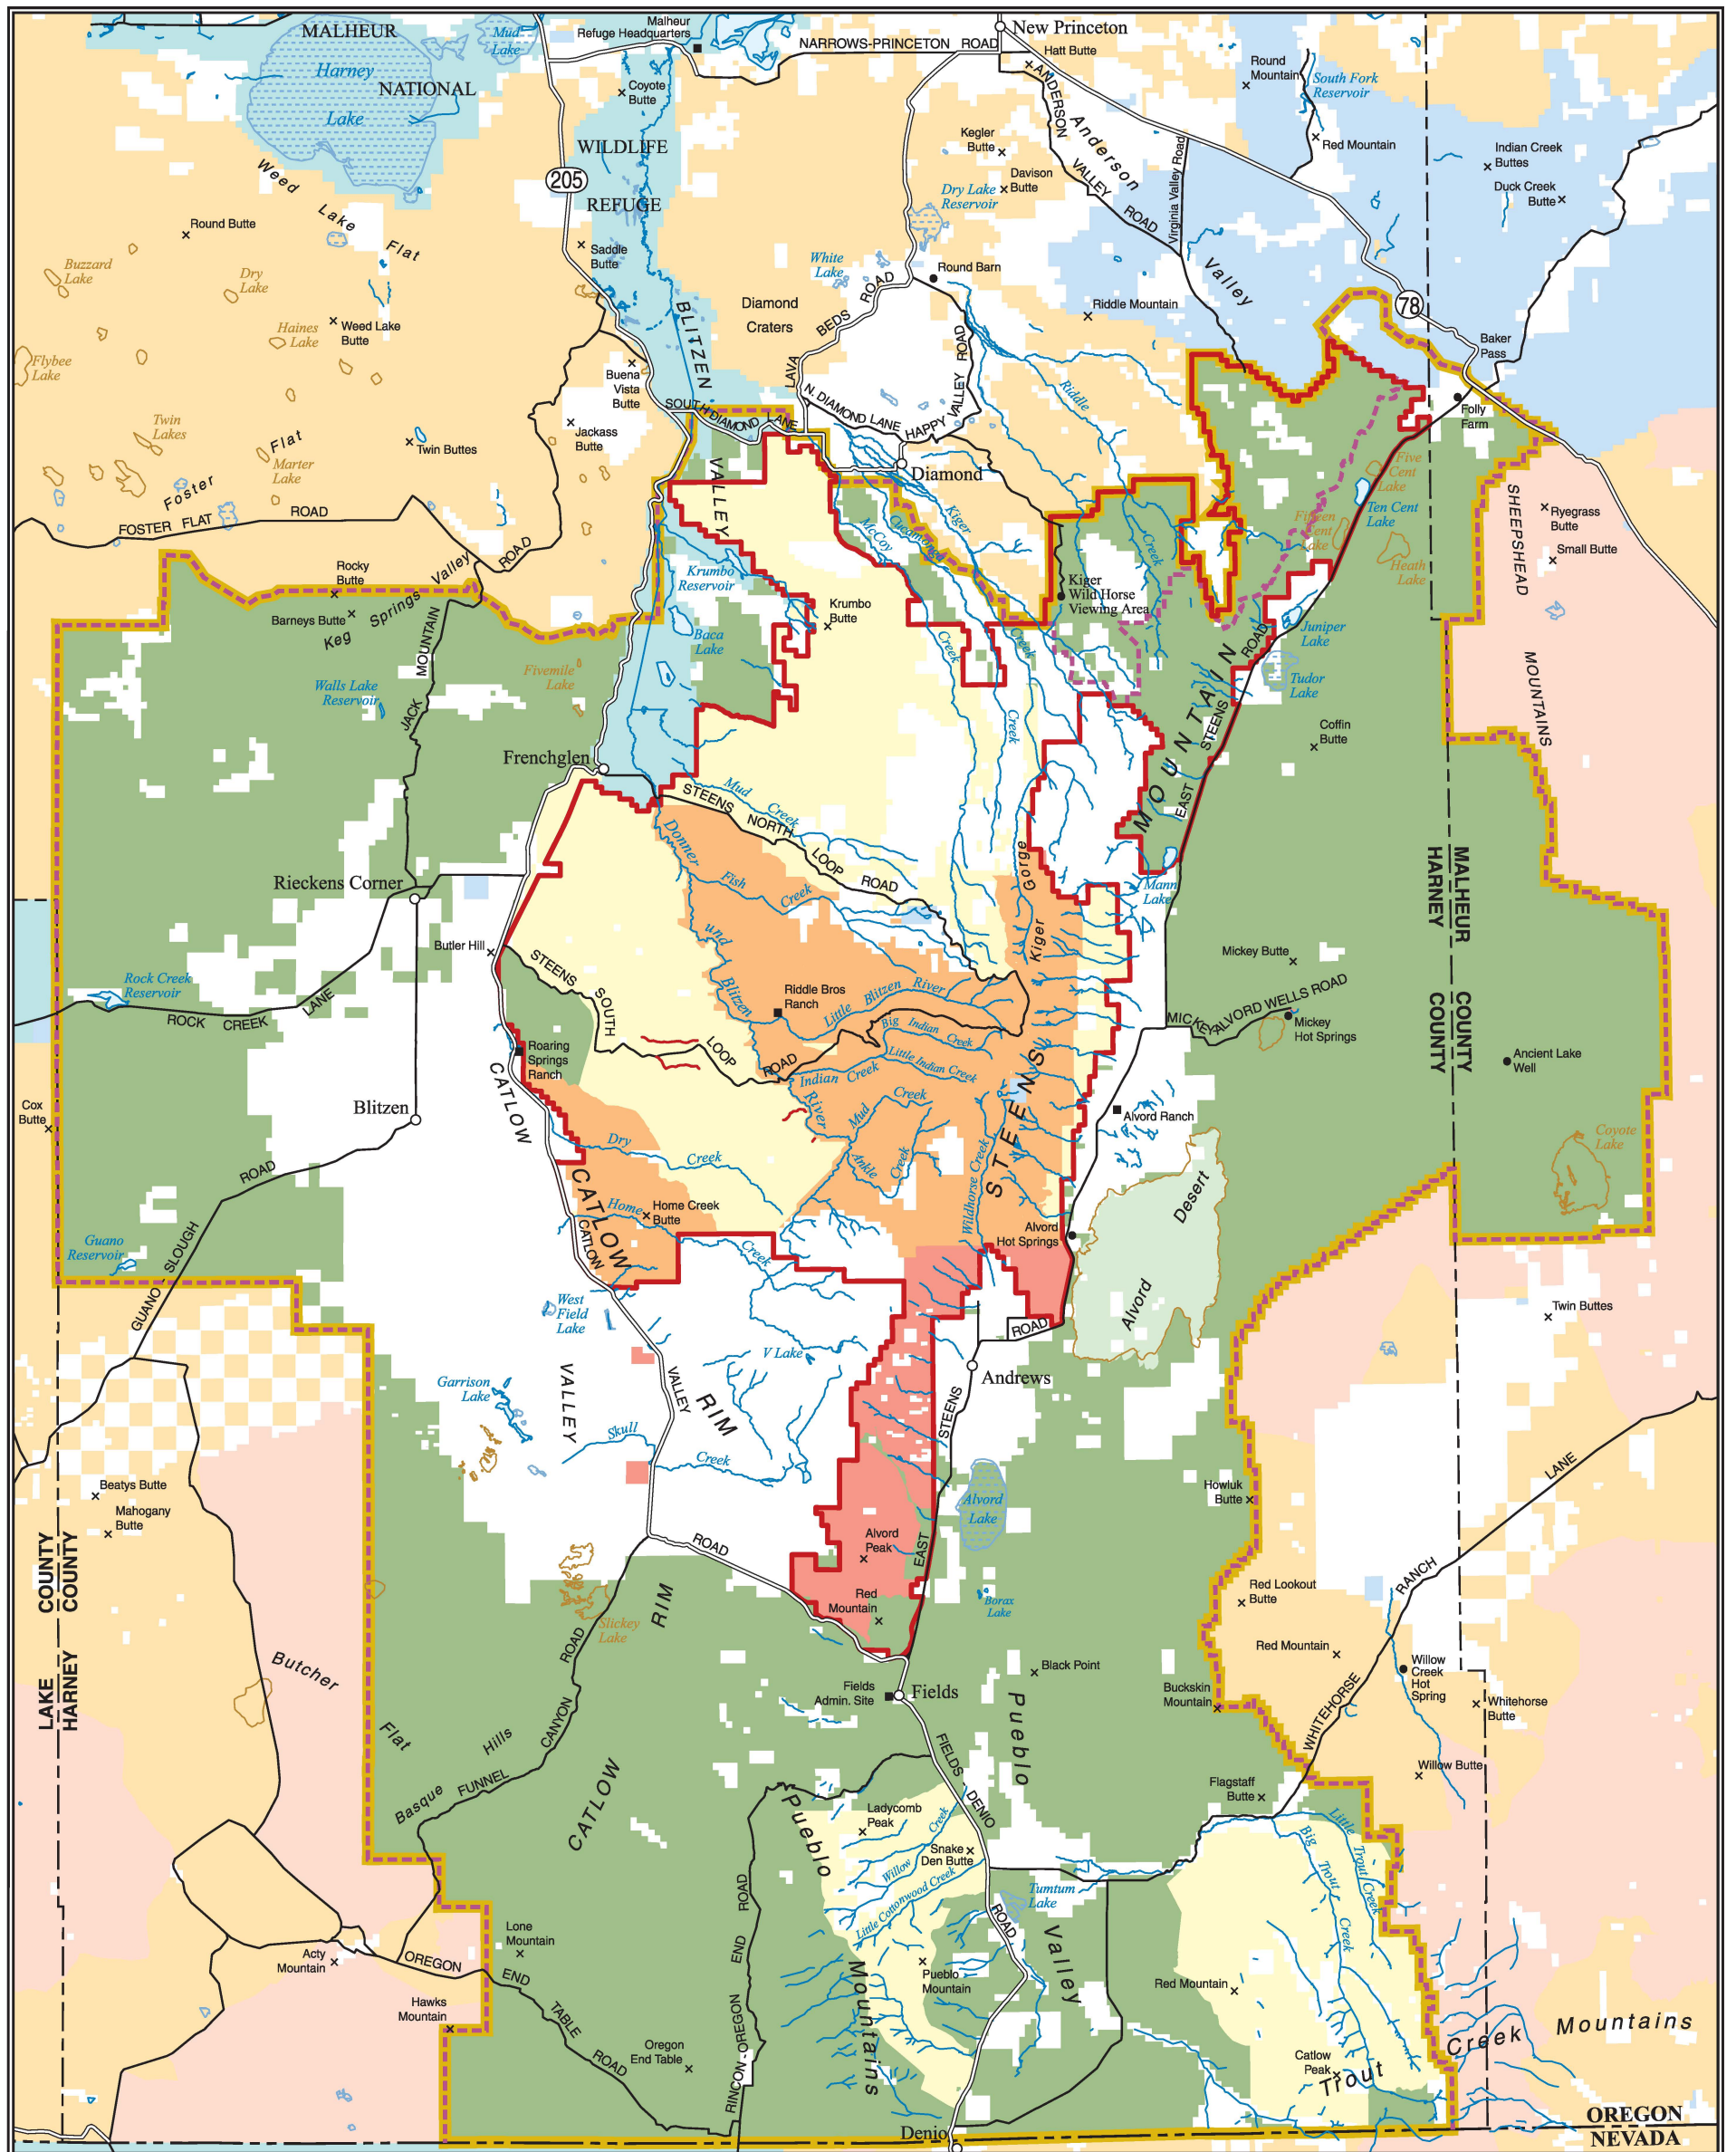 MALHEUR
Harney
Lake
NATIONAL
Mud
Lake
Malheur
Refuge Headquarters
NARROWS-PRINCETON ROAD
New Princeton
Hatt Butte
Coyote
Butte
WILDLIFE
REFUGE
205
Saddle
Butte
Weed
Lake
Flat
Round Butte
Buzzard
Lake
Dry
Lake
Haines
Lake
Weed Lake
Butte
Flybee
Lake
Twin
Lakes
Foster
Flat
Marter
Lake
Twin Buttes
FOSTER FLAT ROAD
Buena
Vista
Butte
Jackass
Butte
BLITZEN
VALLEY
SOUTH DIAMOND LANE
White
Lake
Diamond
Craters
LAVA
BEDS
ROAD
Round Barn
Dry Lake
Reservoir
Kegler
Butte
Davison
Butte
ANDERSON
VALLEY
ROAD
Anderson
Valley
Virginia Valley Road
Round
Mountain
South Fork
Reservoir
Red Mountain
Indian Creek
Buttes
Duck Creek
Butte
Riddle Mountain
78
Baker
Pass
Folly
Farm
N. DIAMOND LANE
HAPPY
VALLEY
ROAD
Diamond
Riddle
Creek
Kiger
Creek
Cucamonga
Creek
McCoy
Creek
Kiger
Wild Horse
Viewing Area
Five
Cent
Lake
Ten Cent
Lake
Fifteen
Cent
Lake
Heath
Lake
Ryegrass
Butte
Small Butte
SHEEPSHEAD
MOUNTAINS
Rocky
Butte
Barneys Butte
Keg
Springs
Valley
ROAD
JACK
MOUNTAIN
Walls Lake
Reservoir
Fivemile
Lake
Krumbo
Reservoir
Krumbo
Butte
Baca
Lake
Juniper
Lake
Tudor
Lake
Coffin
Butte
Frenchglen
STEENS
NORTH
LOOP
ROAD
Mud
Creek
Donner
und
Blitzen
River
Fish
Creek
EAST
STEENS
ROAD
STEENS
MOUNTAIN
Kiger
Gorge
Mann
Lake
HARNEY
COUNTY
MALHEUR
COUNTY
Rieckens Corner
Butler Hill
Rock Creek
Reservoir
ROCK CREEK LANE
STEENS
SOUTH
LOOP
ROAD
Riddle Bros
Ranch
Little Blitzen River
Big Indian
Creek
Little Indian Creek
Indian Creek
Mickey Butte
MICKEY
ALVORD WELLS ROAD
Mickey
Hot Springs
Ancient Lake
Well
Roaring
Springs
Ranch
Blitzen
Cox
Butte
CATLOW
VALLEY
CATLOW
RIM
Dry
Creek
Mud
Creek
Ankle
Creek
Alvord Ranch
Coyote
Lake
Alvord
Desert
Wildhorse Creek
Alvord
Hot Springs
Home
Creek
Home Creek
Butte
Guano
Reservoir
GUANO - SLOUGH
ROAD
CATLOW
VALLEY
ROAD
West
Field
Lake
V Lake
Garrison
Lake
Skull
Creek
ROAD
Andrews
Twin Buttes
EAST
STEENS
Alvord
Lake
Howluk
Butte
Beatys Butte
Mahogany
Butte
LAKE
COUNTY
HARNEY
COUNTY
Alvord
Peak
Red
Mountain
Borax
Lake
Slickey
Lake
Red Lookout
Butte
Red Mountain
WHITEHORSE
RANCH
LANE
Willow
Creek
Hot
Spring
Whitehorse
Butte
Buckskin
Mountain
Willow Butte
Flagstaff
Butte
Black Point
Fields
Admin. Site
Fields
FIELDS
DENIO
ROAD
Pueblo
Valley
Butcher
Flat
Basque
Hills
FUNNEL
CANYON
ROAD
CATLOW
RIM
Pueblo
Mountains
Ladycomb
Peak
Snake
Den Butte
Willow
Creek
Little Cottonwood Creek
Tumtum
Lake
Pueblo
Mountain
Little
Trout
Creek
Big
Trout
Creek
Red Mountain
Catlow
Peak
Trout
Creek
Mountains
Lone
Mountain
Acty
Mountain
Hawks
Mountain
OREGON
END
TABLE
ROAD
Oregon
End Table
RINCON-OREGON
END
ROAD
Denio
OREGON
NEVADA